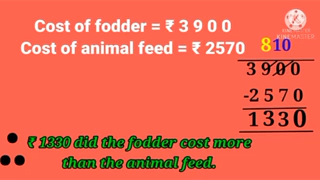 Cost of fodder = ₹ 3 9 0 0
Cost of animal feed = ₹ 2570
8 10
3 9 0 0
-2 5 7 0
1 3 3 0
∴ ₹ 1330 did the fodder cost more
than the animal feed.